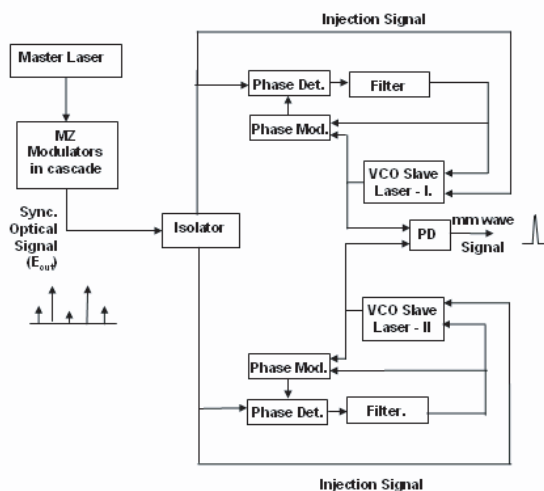 Injection Signal
Master Laser
Phase Det.
Filter
MZ
Modulators
in cascade
Phase Mod.
VCO Slave
Laser - I.
Sync.
Optical
Signal
(Eout)
Isolator
PD
mm wave
Signal
VCO Slave
Laser - II
Phase Mod.
Phase Det.
Filter.
Injection Signal